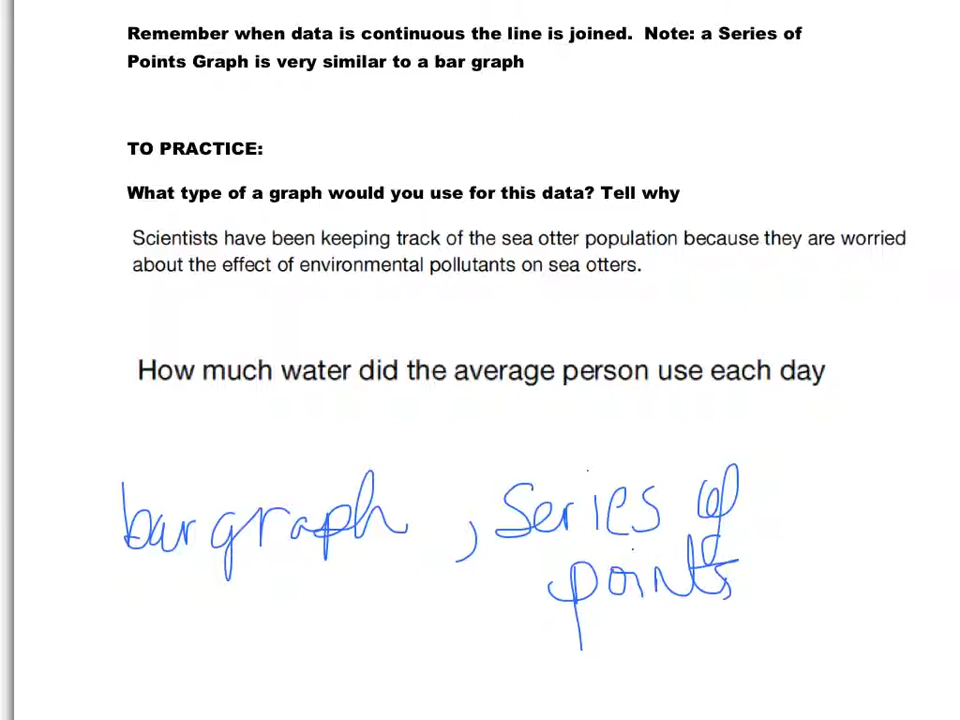 Remember when data is continuous the line is joined.  Note: a Series of
Points Graph is very similar to a bar graph
TO PRACTICE:
What type of a graph would you use for this data? Tell why
Scientists have been keeping track of the sea otter population because they are worried
about the effect of environmental pollutants on sea otters.
How much water did the average person use each day
bar graph , Series of
points